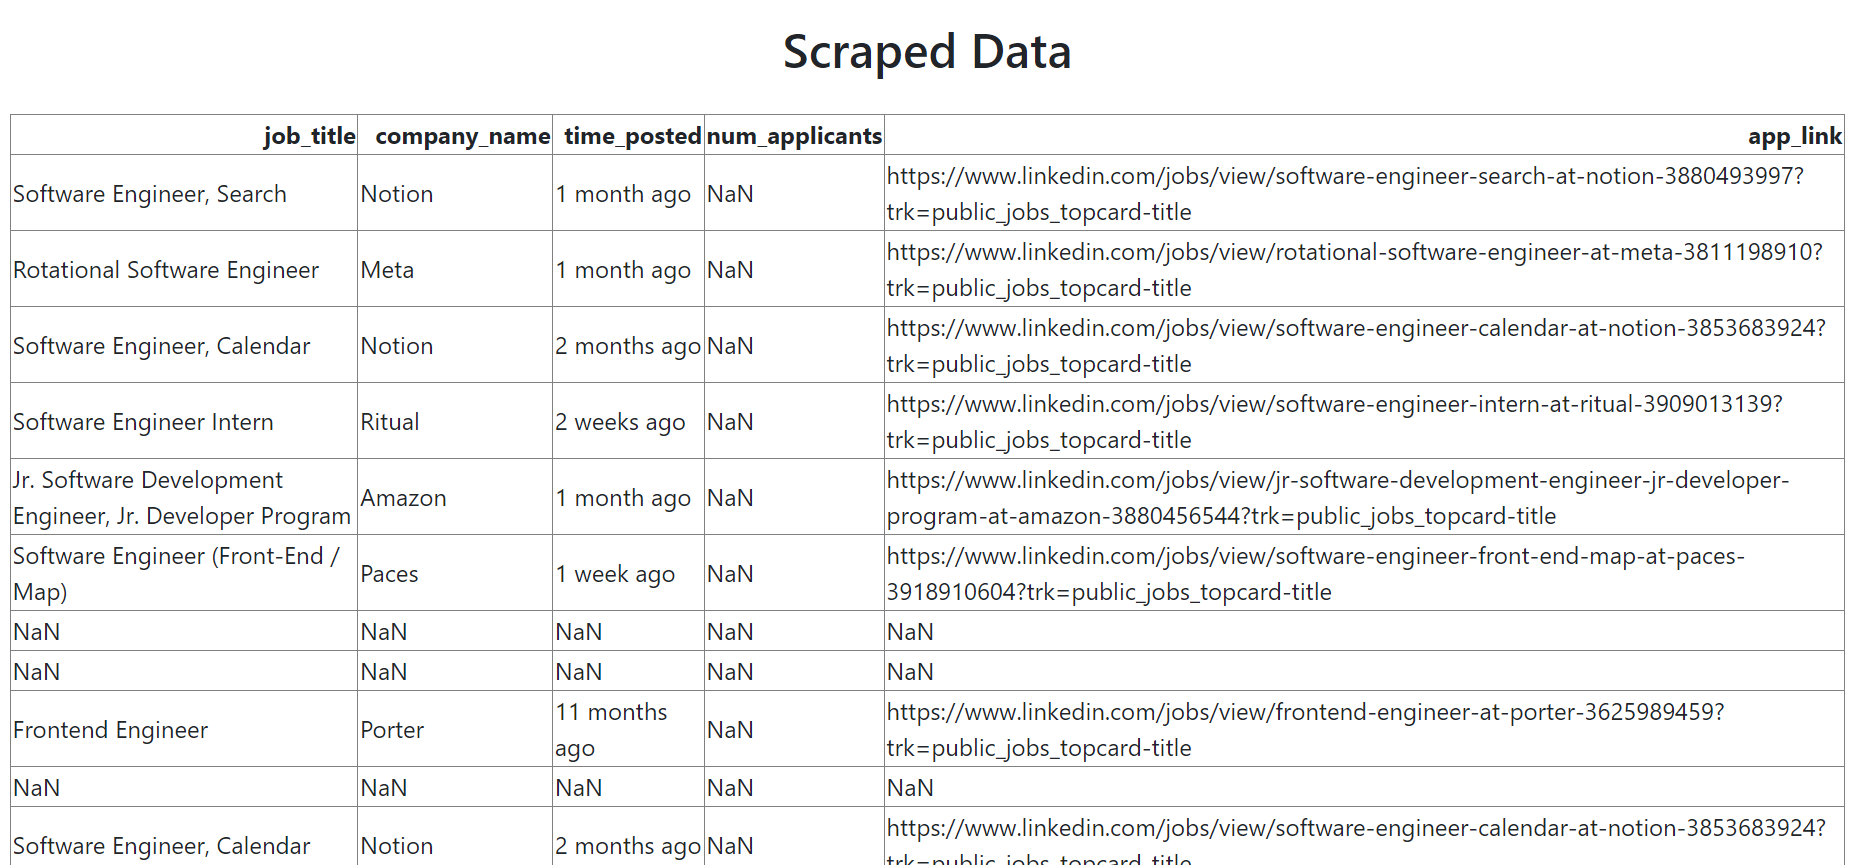 Scraped Data
job_title company_name time_posted num_applicants app_link
Software Engineer, Search Notion 1 month ago NaN https://www.linkedin.com/jobs/view/software-engineer-search-at-notion-3880493997?
trk=public_jobs_topcard-title
Rotational Software Engineer Meta 1 month ago NaN https://www.linkedin.com/jobs/view/rotational-software-engineer-at-meta-3811198910?
trk=public_jobs_topcard-title
Software Engineer, Calendar Notion 2 months ago NaN https://www.linkedin.com/jobs/view/software-engineer-calendar-at-notion-3853683924?
trk=public_jobs_topcard-title
Software Engineer Intern Ritual 2 weeks ago NaN https://www.linkedin.com/jobs/view/software-engineer-intern-at-ritual-3909013139?
trk=public_jobs_topcard-title
Jr. Software Development
Engineer, Jr. Developer Program Amazon 1 month ago NaN https://www.linkedin.com/jobs/view/jr-software-development-engineer-jr-developer-
program-at-amazon-3880456544?trk=public_jobs_topcard-title
Software Engineer (Front-End /
Map) Paces 1 week ago NaN https://www.linkedin.com/jobs/view/software-engineer-front-end-map-at-paces-
3918910604?trk=public_jobs_topcard-title
NaN NaN NaN NaN NaN
NaN NaN NaN NaN NaN
Frontend Engineer Porter 11 months
ago NaN https://www.linkedin.com/jobs/view/frontend-engineer-at-porter-3625989459?
trk=public_jobs_topcard-title
NaN NaN NaN NaN NaN
Software Engineer, Calendar Notion 2 months ago NaN https://www.linkedin.com/jobs/view/software-engineer-calendar-at-notion-3853683924?
trk=public_jobs_topcard-title